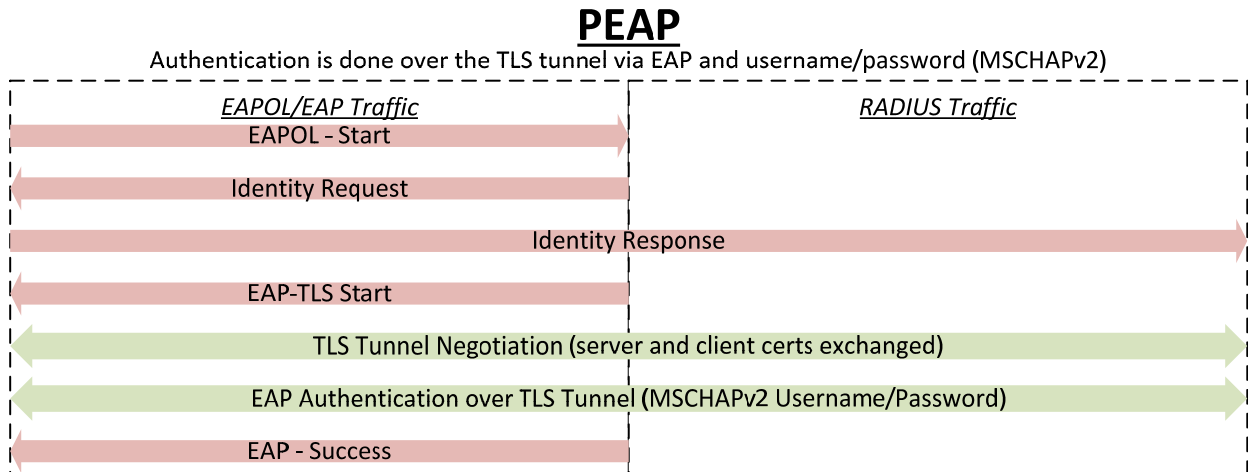 PEAP
Authentication is done over the TLS tunnel via EAP and username/password (MSCHAPv2)
EAPOL/EAP Traffic
RADIUS Traffic
EAPOL - Start
Identity Request
Identity Response
EAP-TLS Start
TLS Tunnel Negotiation (server and client certs exchanged)
EAP Authentication over TLS Tunnel (MSCHAPv2 Username/Password)
EAP - Success